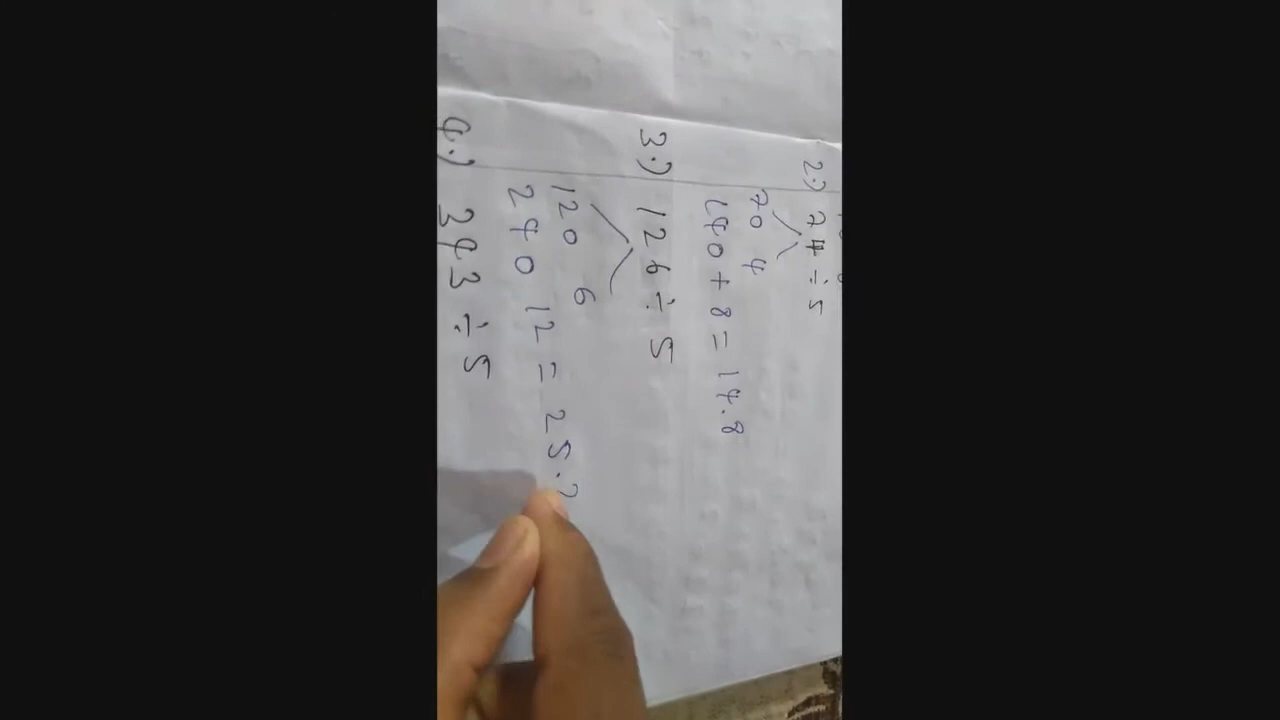 2.) 74 ÷ 5
70 4
140 + 8 = 14.8
3.) 126 ÷ 5
120 6
240 12 = 25.2
4.) 343 ÷ 5